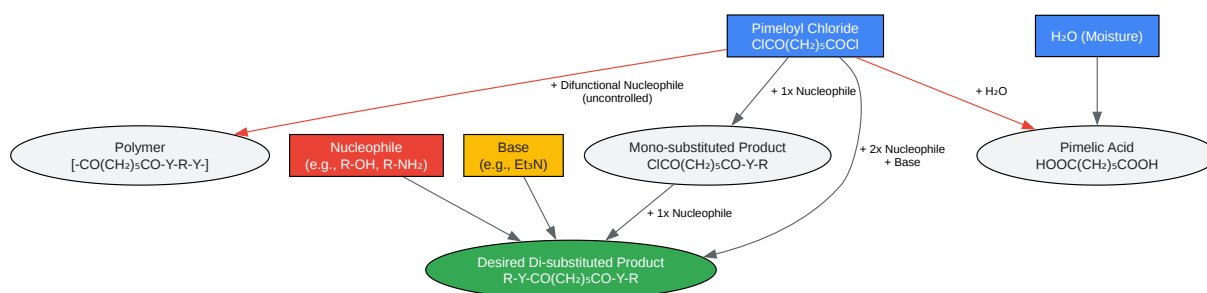 Pimeloyl Chloride
ClCO(CH₂)₅COCl
H₂O (Moisture)
+ Difunctional Nucleophile
(uncontrolled)
+ 1x Nucleophile
+ H₂O
Polymer
[-CO(CH₂)₅CO-Y-R-Y-]
Nucleophile
(e.g., R-OH, R-NH₂)
Base
(e.g., Et₃N)
Mono-substituted Product
ClCO(CH₂)₅CO-Y-R
+ 2x Nucleophile
+ Base
Pimelic Acid
HOOC(CH₂)₅COOH
+ 1x Nucleophile
Desired Di-substituted Product
R-Y-CO(CH₂)₅CO-Y-R